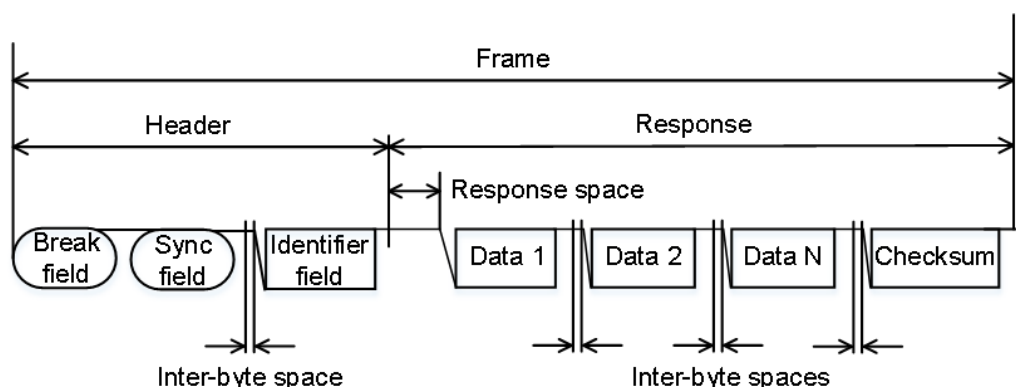 Frame
Header
Response
Response space
Break
field
Sync
field
Identifier
field
Data 1
Data 2
Data N
Checksum
Inter-byte space
Inter-byte spaces